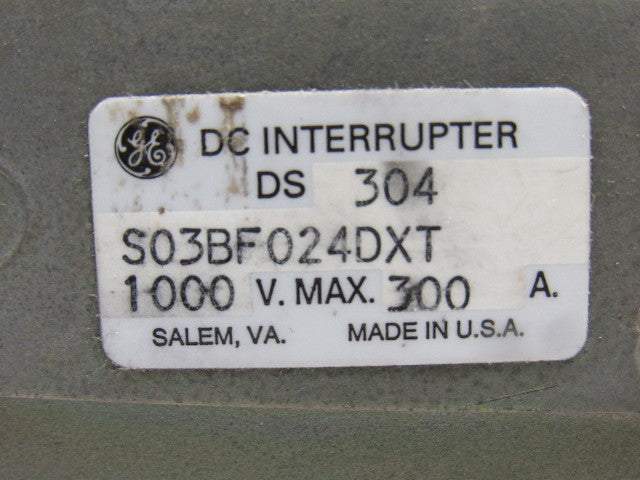 GE DC INTERRUPTER
DS 304
S03BF024DXT
1000 V. MAX. 300 A.
SALEM, VA. MADE IN U.S.A.